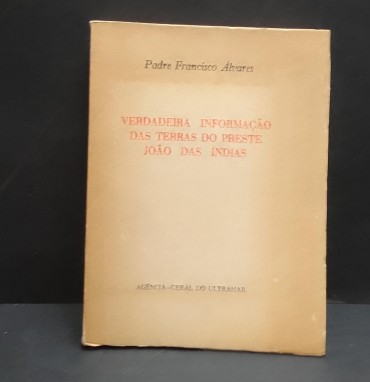 Padre Francisco Álvares
VERDADEIRA INFORMAÇÃO
DAS TERRAS DO PRESTE
JOÃO DAS ÍNDIAS
AGÊNCIA-GERAL DO ULTRAMAR